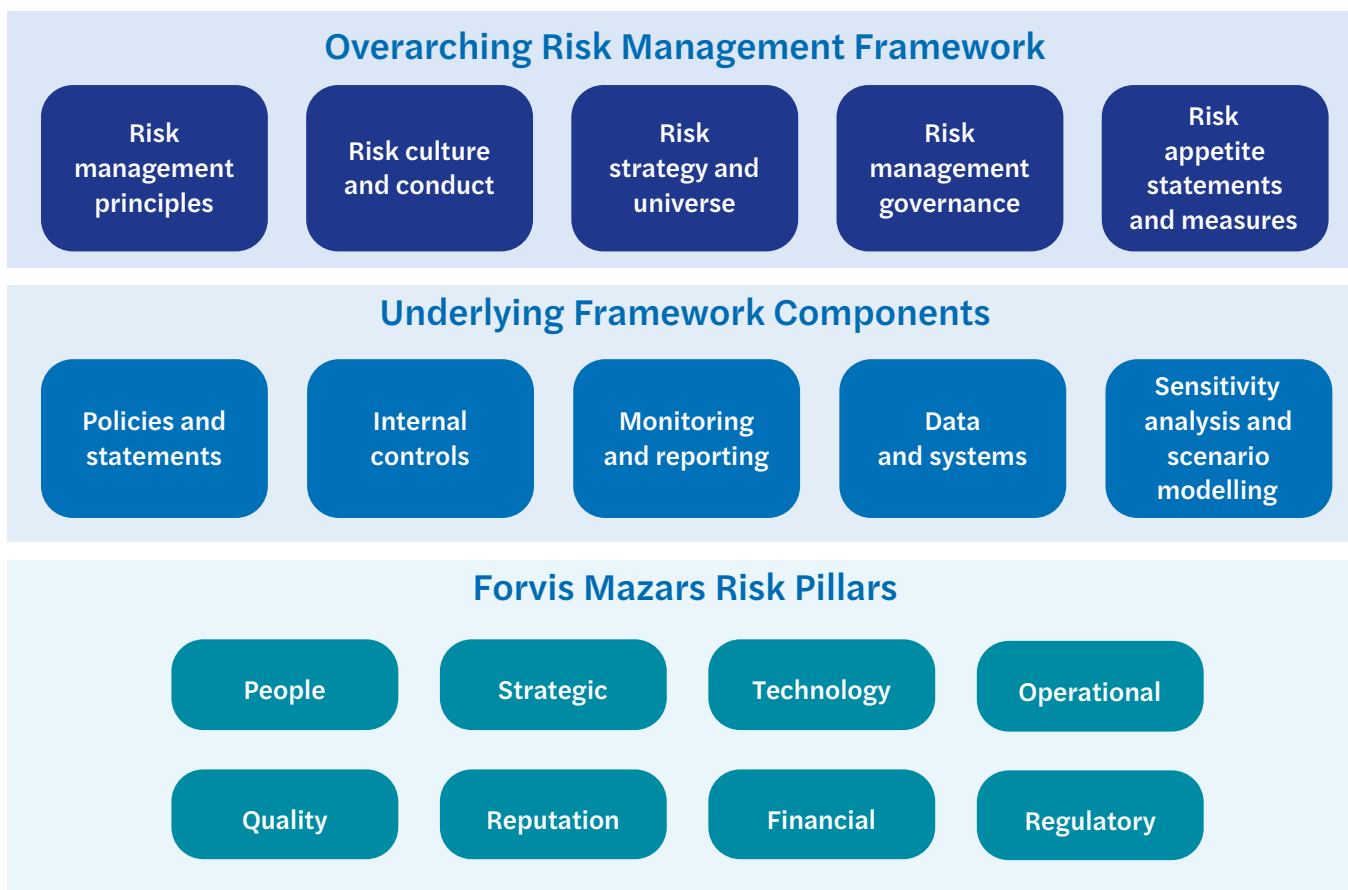 Overarching Risk Management Framework
Risk
management
principles
Risk culture
and conduct
Risk
strategy and
universe
Risk
management
governance
Risk
appetite
statements
and measures
Underlying Framework Components
Policies and
statements
Internal
controls
Monitoring
and reporting
Data
and systems
Sensitivity
analysis and
scenario
modelling
Forvis Mazars Risk Pillars
People
Strategic
Technology
Operational
Quality
Reputation
Financial
Regulatory